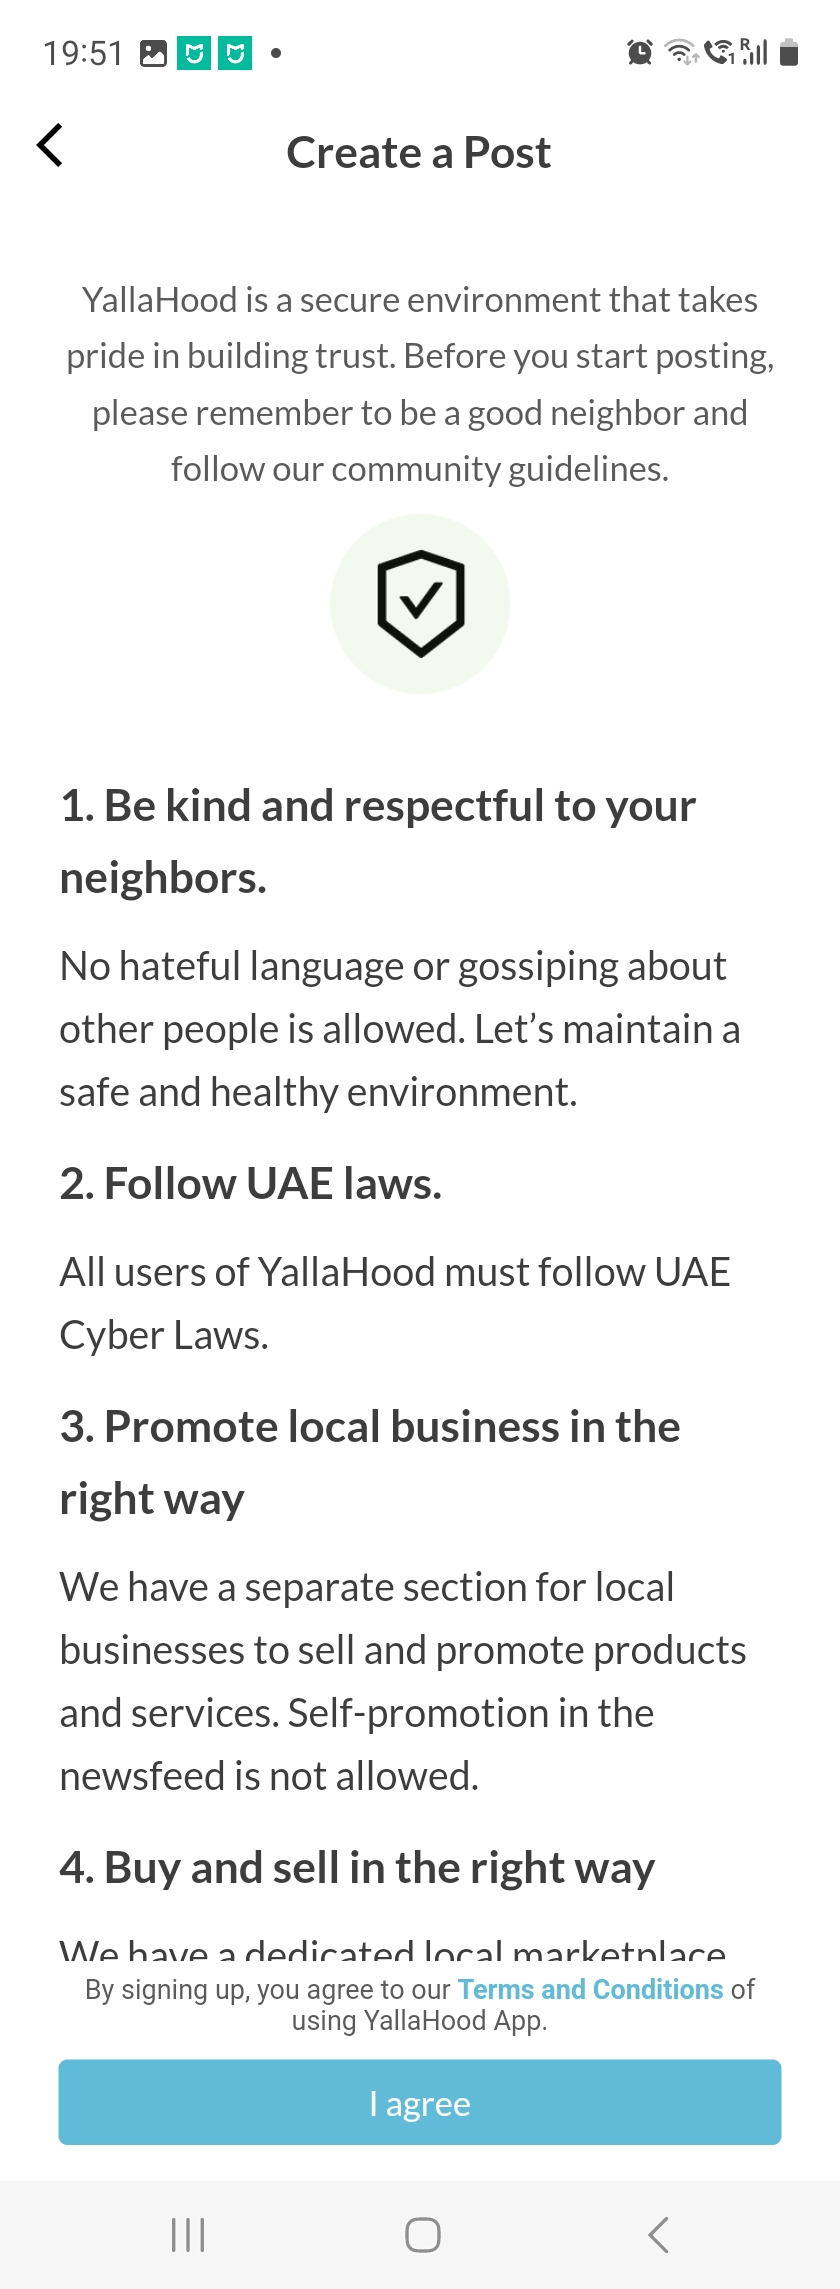 19:51
R
1
Create a Post
YallaHood is a secure environment that takes
pride in building trust. Before you start posting,
please remember to be a good neighbor and
follow our community guidelines.
1. Be kind and respectful to your
neighbors.
No hateful language or gossiping about
other people is allowed. Let’s maintain a
safe and healthy environment.
2. Follow UAE laws.
All users of YallaHood must follow UAE
Cyber Laws.
3. Promote local business in the
right way
We have a separate section for local
businesses to sell and promote products
and services. Self-promotion in the
newsfeed is not allowed.
4. Buy and sell in the right way
We have a dedicated local marketplace
By signing up, you agree to our Terms and Conditions of
using YallaHood App.
I agree